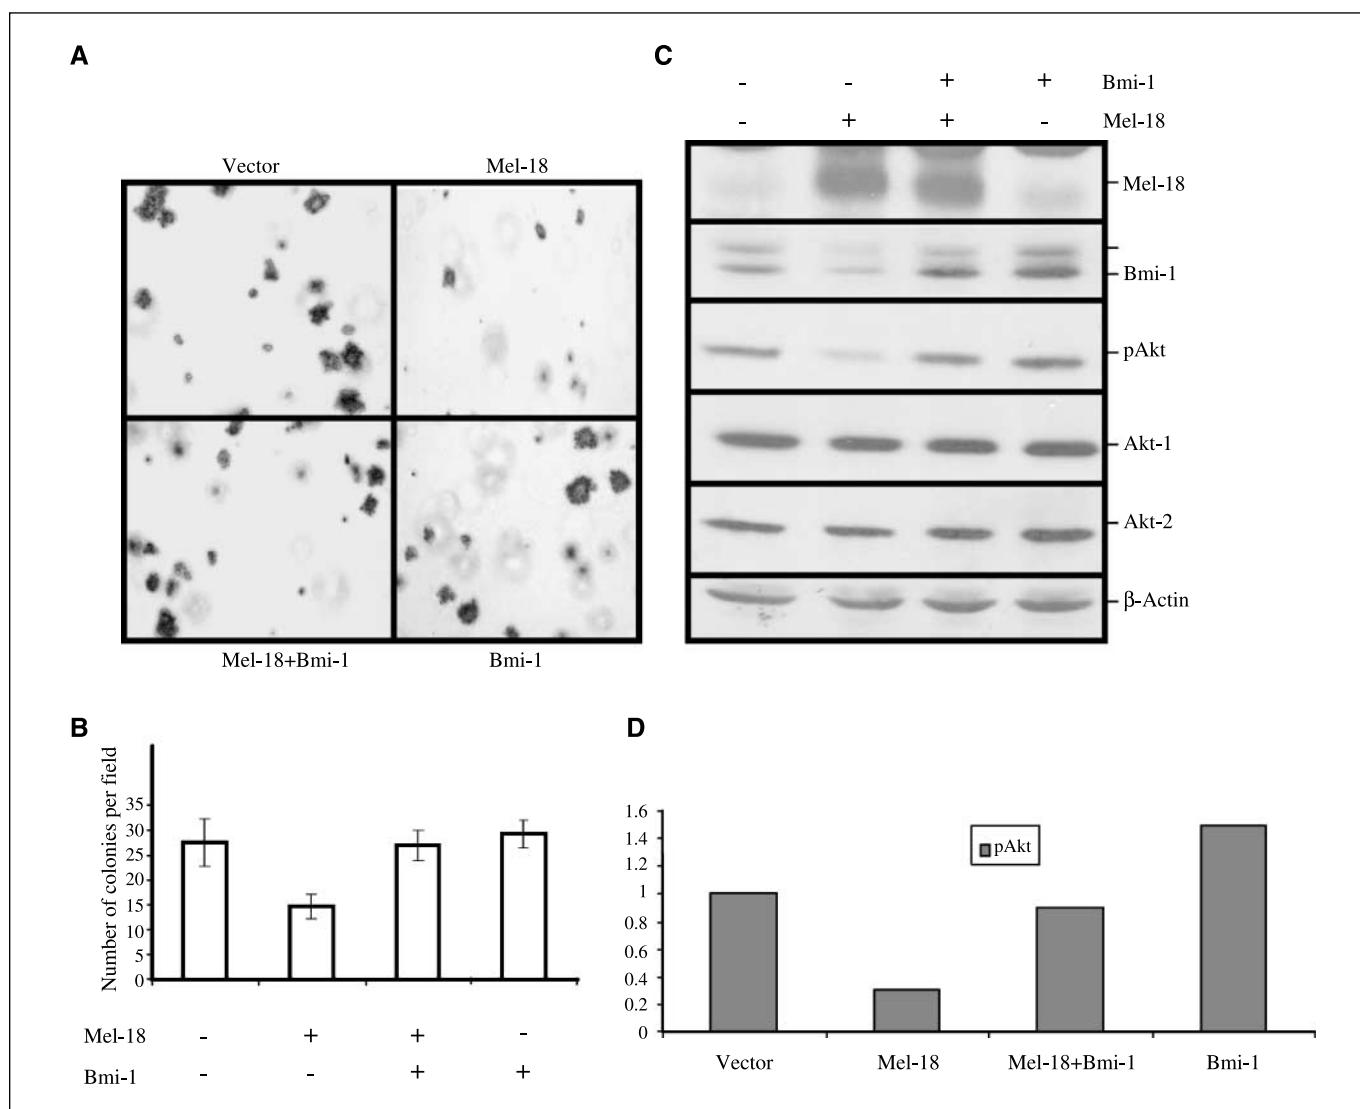 A
Vector Mel-18
Mel-18+Bmi-1 Bmi-1
C
- - + + Bmi-1
- + + - Mel-18
Mel-18
Bmi-1
pAkt
Akt-1
Akt-2
β-Actin
B
Number of colonies per field
35
30
25
20
15
10
5
0
Mel-18 - + + -
Bmi-1 - - + +
D
1.6
1.4
1.2
1
0.8
0.6
0.4
0.2
0
pAkt
Vector Mel-18 Mel-18+Bmi-1 Bmi-1